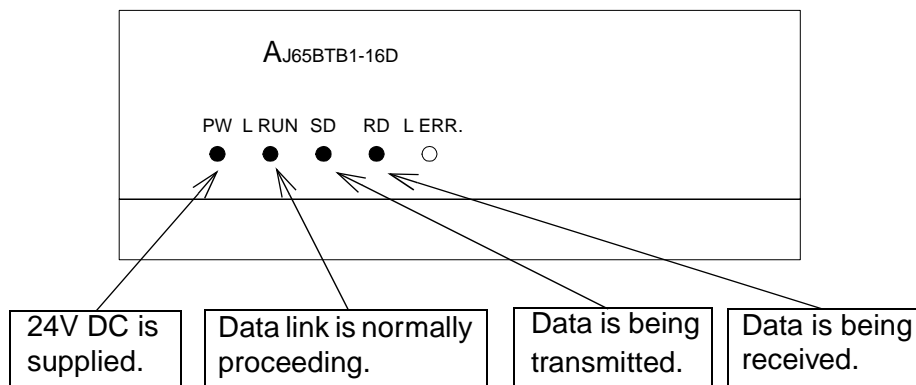 AJ65BTB1-16D
PW L RUN SD RD L ERR.
24V DC is
supplied.
Data link is normally
proceeding.
Data is being
transmitted.
Data is being
received.